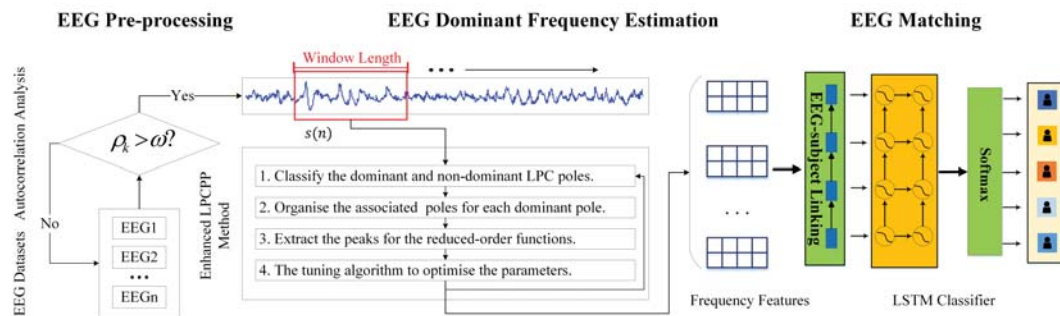 EEG Pre-processing
EEG Dominant Frequency Estimation
EEG Matching
EEG Datasets
Autocorrelation Analysis
Yes
ρk > ω?
No
EEG1
EEG2
•••
EEGn
Window Length
• • •
s(n)
Enhanced LPCPP
Method
1. Classify the dominant and non-dominant LPC poles.
2. Organise the associated poles for each dominant pole.
3. Extract the peaks for the reduced-order functions.
4. The tuning algorithm to optimise the parameters.
. . .
Frequency Features
EEG-subject Linking
LSTM Classifier
Softmax